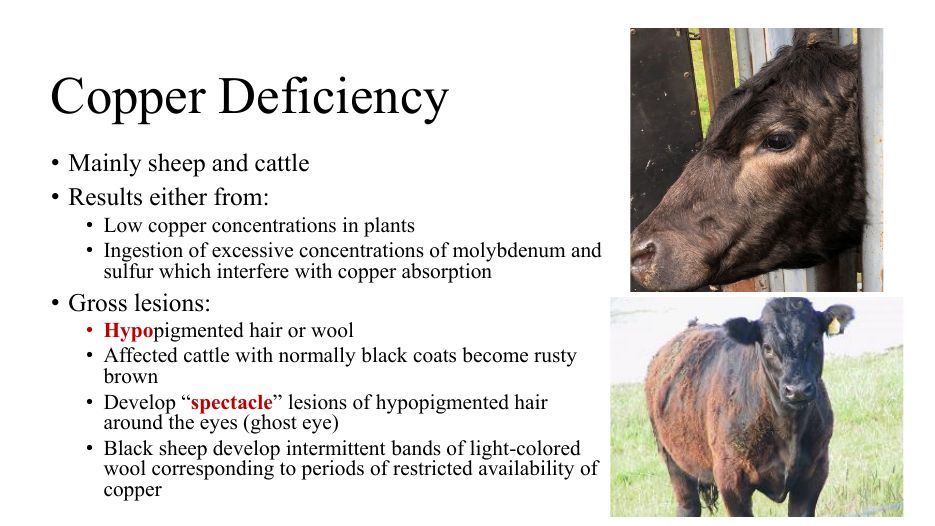 Copper Deficiency
• Mainly sheep and cattle
• Results either from:
• Low copper concentrations in plants
• Ingestion of excessive concentrations of molybdenum and
sulfur which interfere with copper absorption
• Gross lesions:
• Hypopigmented hair or wool
• Affected cattle with normally black coats become rusty
brown
• Develop “spectacle” lesions of hypopigmented hair
around the eyes (ghost eye)
• Black sheep develop intermittent bands of light-colored
wool corresponding to periods of restricted availability of
copper